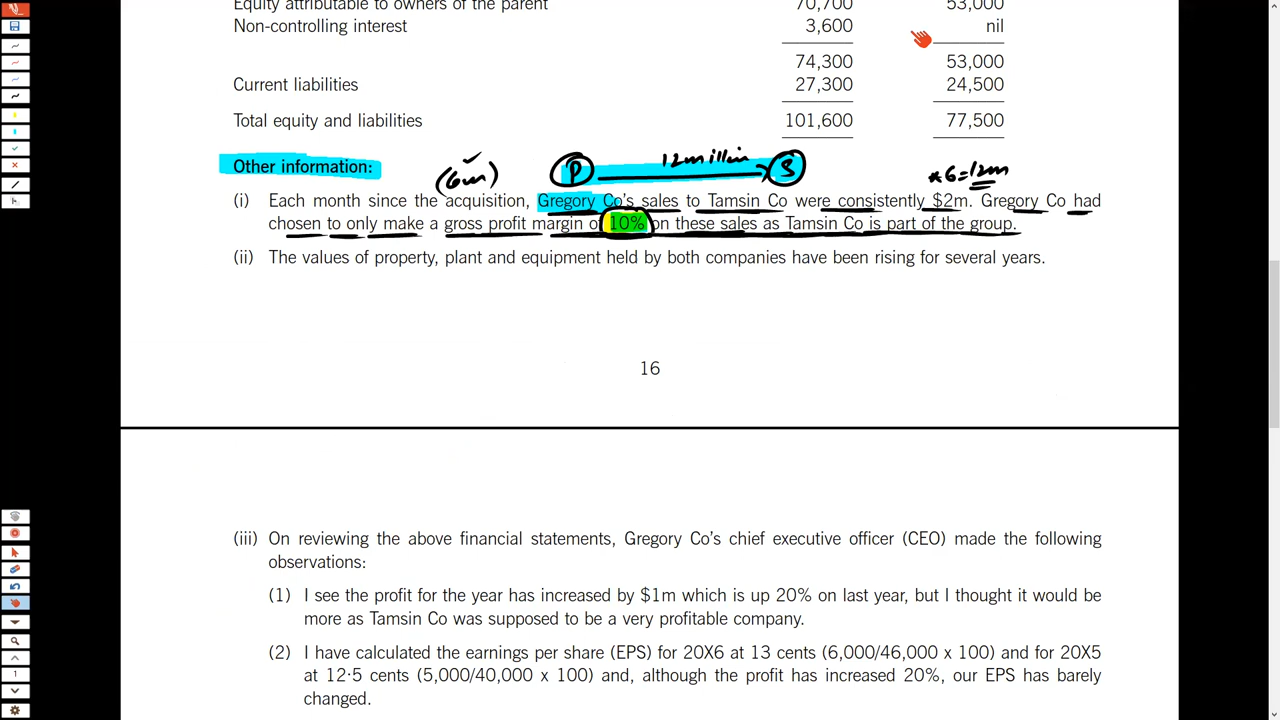 Equity attributable to owners of the parent 70,700 53,000
Non-controlling interest 3,600 nil
74,300 53,000
Current liabilities 27,300 24,500
Total equity and liabilities 101,600 77,500
Other information:
(6m) P 12million S *6=12m
(i) Each month since the acquisition, Gregory Co's sales to Tamsin Co were consistently $2m. Gregory Co had
chosen to only make a gross profit margin of 10% on these sales as Tamsin Co is part of the group.
(ii) The values of property, plant and equipment held by both companies have been rising for several years.
16
(iii) On reviewing the above financial statements, Gregory Co's chief executive officer (CEO) made the following
observations:
(1) I see the profit for the year has increased by $1m which is up 20% on last year, but I thought it would be
more as Tamsin Co was supposed to be a very profitable company.
(2) I have calculated the earnings per share (EPS) for 20X6 at 13 cents (6,000/46,000 x 100) and for 20X5
at 12·5 cents (5,000/40,000 x 100) and, although the profit has increased 20%, our EPS has barely
changed.
1